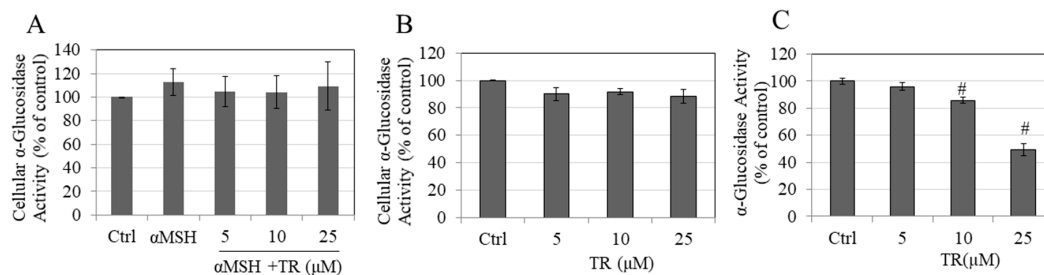 A
Cellular α-Glucosidase
Activity (% of control)
140
120
100
80
60
40
20
0
Ctrl αMSH 5 10 25
αMSH +TR (μM)
B
Cellular α-Glucosidase
Activity (% of control)
120
100
80
60
40
20
0
Ctrl 5 10 25
TR (μM)
C
α-Glucosidase Activity
(% of control)
120
100
80
60
40
20
0
#
#
Ctrl 5 10 25
TR(μM)